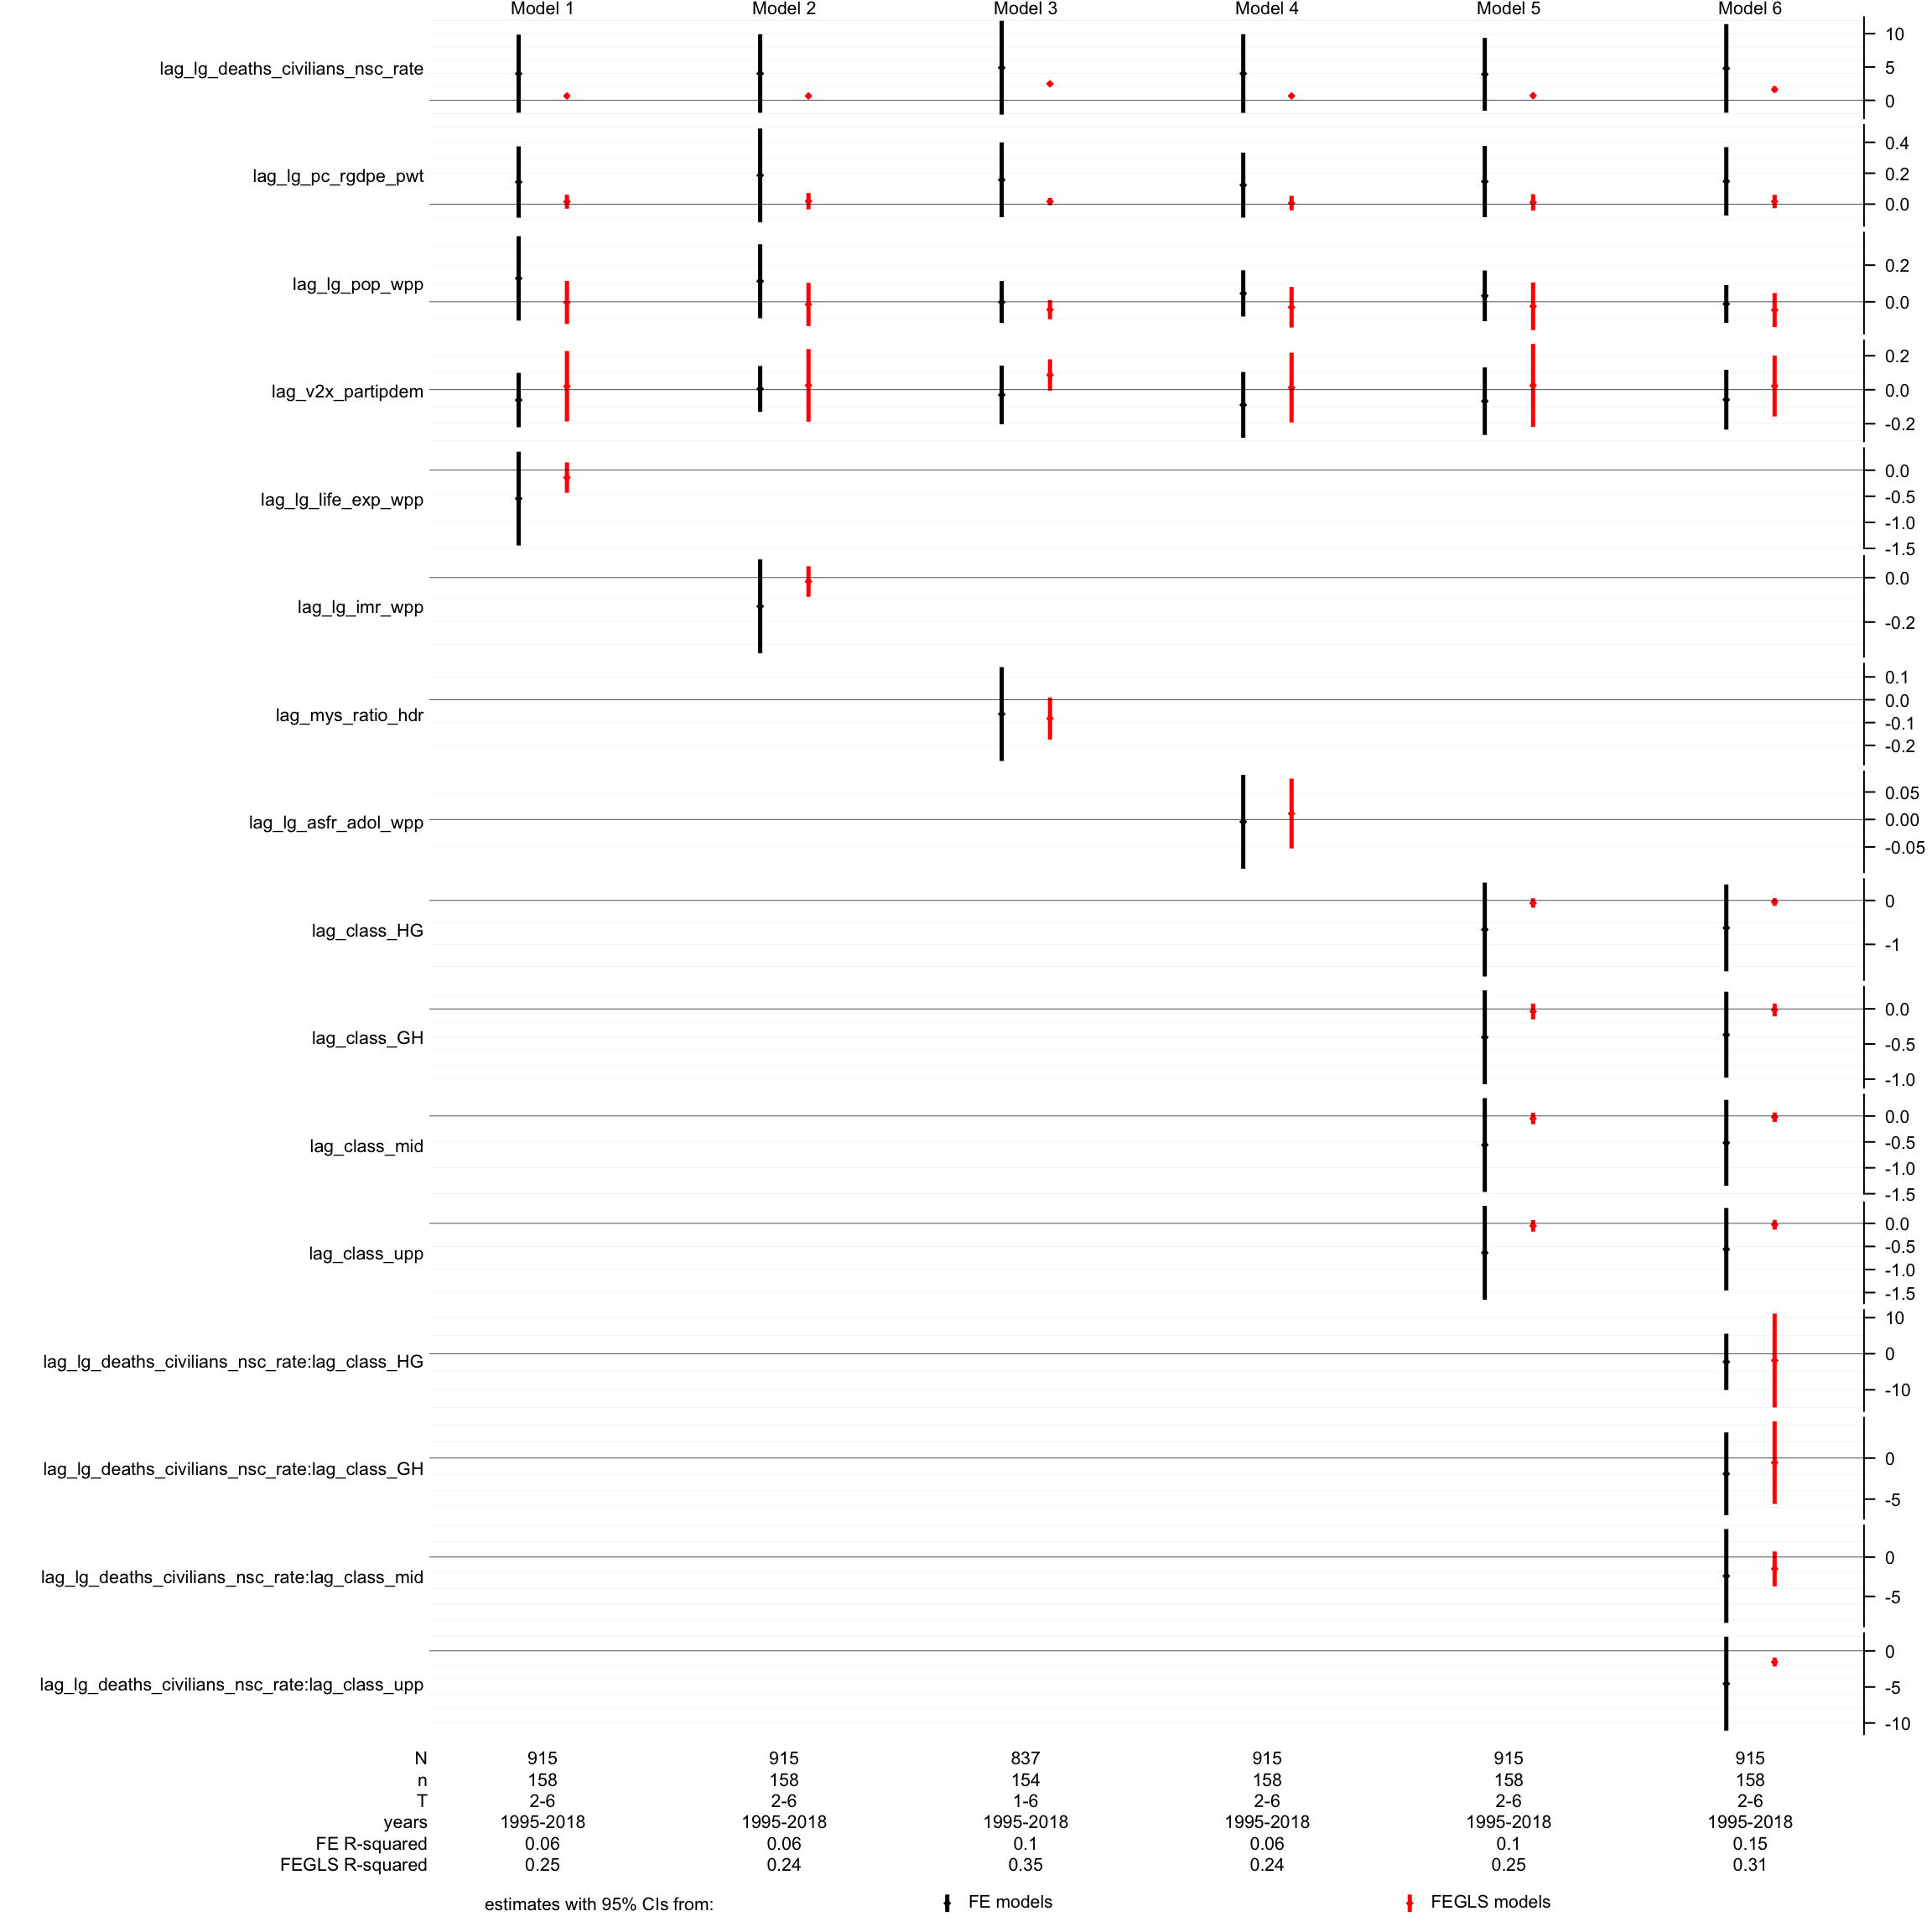 Model 1 Model 2 Model 3 Model 4 Model 5 Model 6
lag_lg_deaths_civilians_nsc_rate
10
5
0
lag_lg_pc_rgdpe_pwt
0.4
0.2
0.0
lag_lg_pop_wpp
0.2
0.0
lag_v2x_partipdem
0.2
0.0
-0.2
lag_lg_life_exp_wpp
0.0
-0.5
-1.0
-1.5
lag_lg_imr_wpp
0.0
-0.2
lag_mys_ratio_hdr
0.1
0.0
-0.1
-0.2
lag_lg_asfr_adol_wpp
0.05
0.00
-0.05
lag_class_HG
0
-1
lag_class_GH
0.0
-0.5
-1.0
lag_class_mid
0.0
-0.5
-1.0
-1.5
lag_class_upp
0.0
-0.5
-1.0
-1.5
lag_lg_deaths_civilians_nsc_rate:lag_class_HG
10
0
-10
lag_lg_deaths_civilians_nsc_rate:lag_class_GH
0
-5
lag_lg_deaths_civilians_nsc_rate:lag_class_mid
0
-5
lag_lg_deaths_civilians_nsc_rate:lag_class_upp
0
-5
-10
N 915 915 837 915 915 915
n 158 158 154 158 158 158
T 2-6 2-6 1-6 2-6 2-6 2-6
years 1995-2018 1995-2018 1995-2018 1995-2018 1995-2018 1995-2018
FE R-squared 0.06 0.06 0.1 0.06 0.1 0.15
FEGLS R-squared 0.25 0.24 0.35 0.24 0.25 0.31
estimates with 95% CIs from: FE models FEGLS models